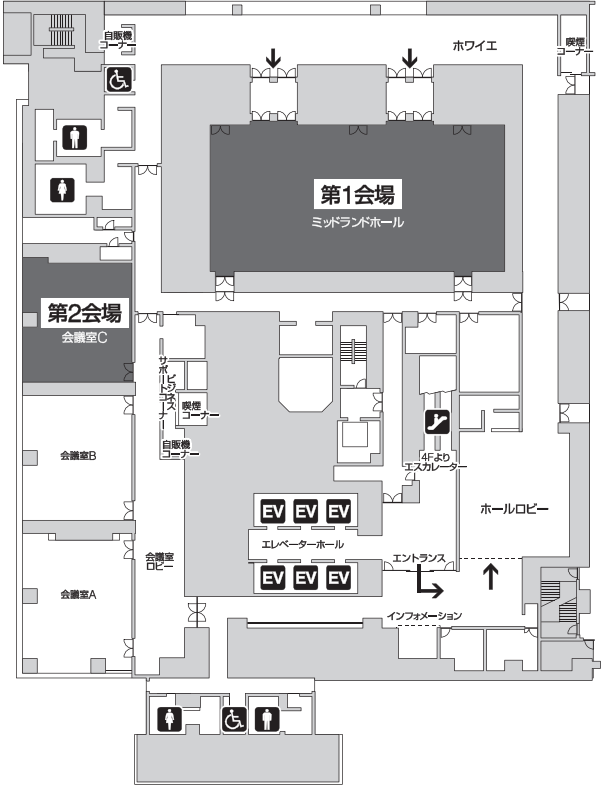 自販機
コーナー
ホワイエ
喫煙
コーナー
第1会場
ミッドランドホール
第2会場
会議室C
ビジネス
サポートコーナー
喫煙
コーナー
自販機
コーナー
会議室B
4Fより
エスカレーター
ホールロビー
EV EV EV
エレベーターホール
エントランス
会議室
ロビー
EV EV EV
会議室A
インフォメーション